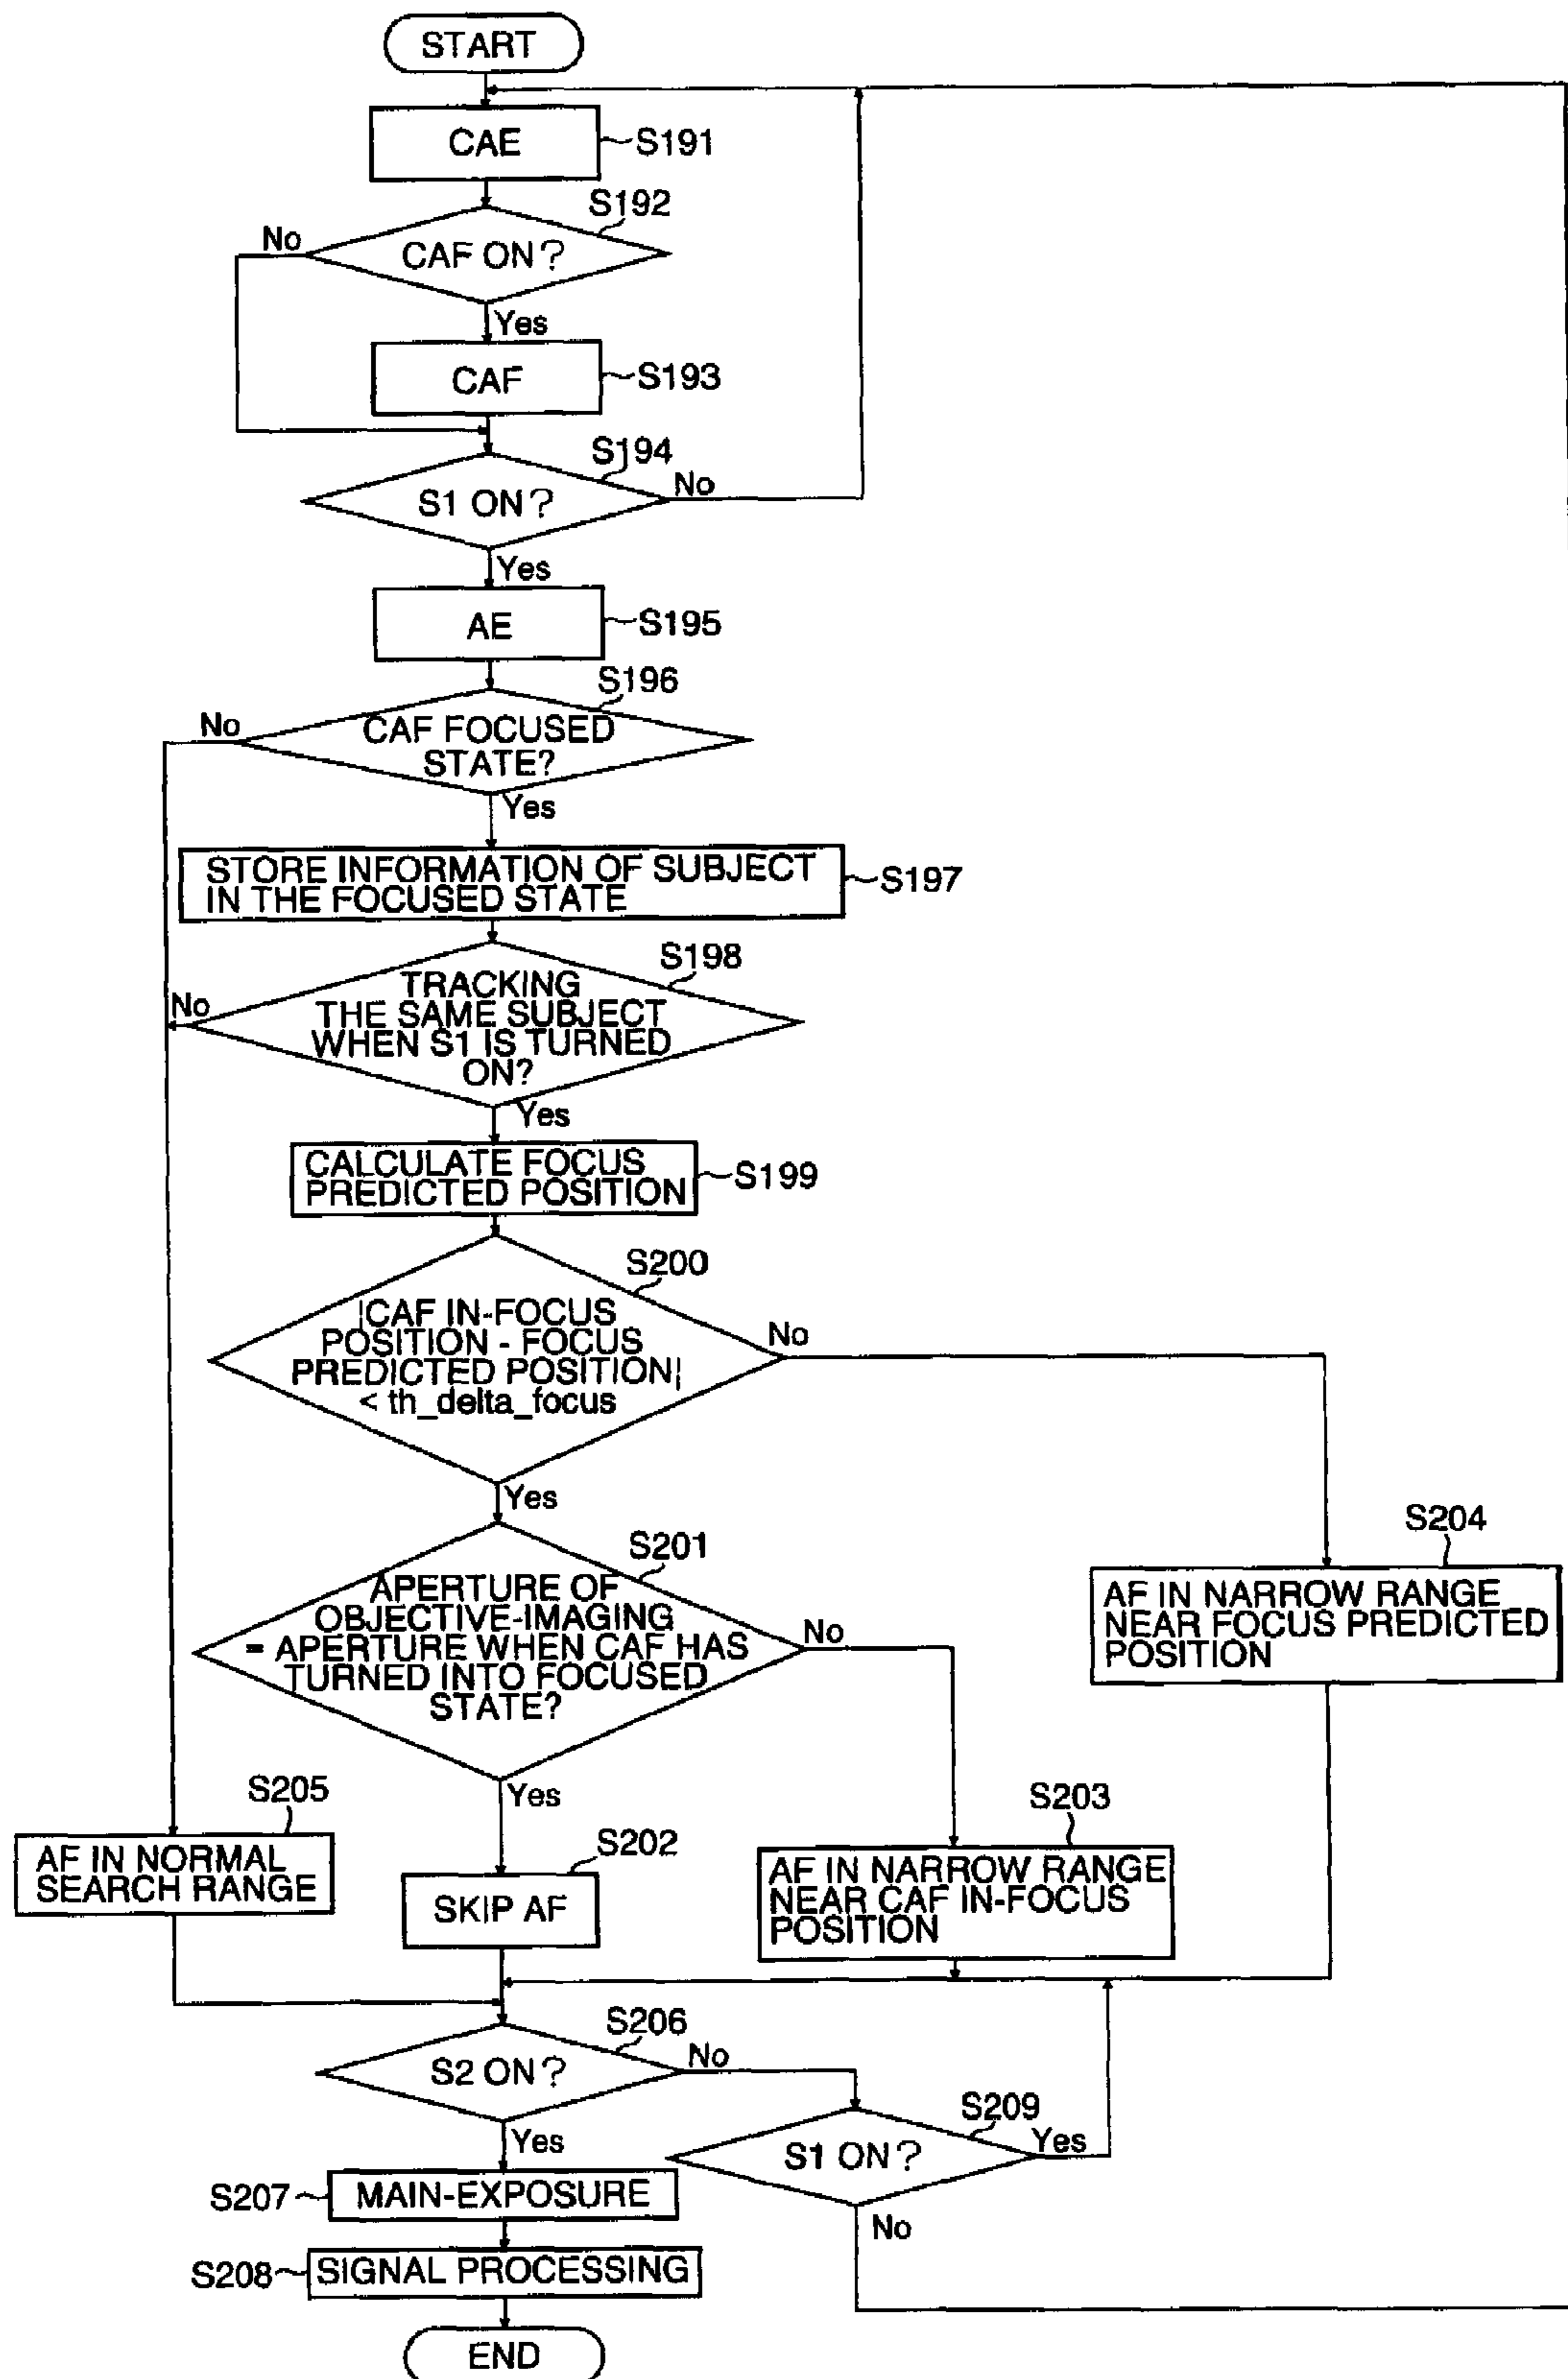 START
CAE
S191
S192
No
CAF ON?
Yes
CAF
S193
S194
No
S1 ON?
Yes
AE
S195
S196
No
CAF FOCUSED
STATE?
Yes
STORE INFORMATION OF SUBJECT
IN THE FOCUSED STATE
S197
S198
No
TRACKING
THE SAME SUBJECT
WHEN S1 IS TURNED
ON?
Yes
CALCULATE FOCUS
PREDICTED POSITION
S199
S200
No
|CAF IN-FOCUS
POSITION - FOCUS
PREDICTED POSITION|
< th_delta_focus
Yes
S201
No
APERTURE OF
OBJECTIVE-IMAGING
= APERTURE WHEN CAF HAS
TURNED INTO FOCUSED
STATE?
Yes
S204
AF IN NARROW RANGE
NEAR FOCUS PREDICTED
POSITION
S205
AF IN NORMAL
SEARCH RANGE
S202
SKIP AF
S203
AF IN NARROW RANGE
NEAR CAF IN-FOCUS
POSITION
S206
No
S2 ON?
Yes
S209
Yes
S1 ON?
No
S207
MAIN-EXPOSURE
S208
SIGNAL PROCESSING
END